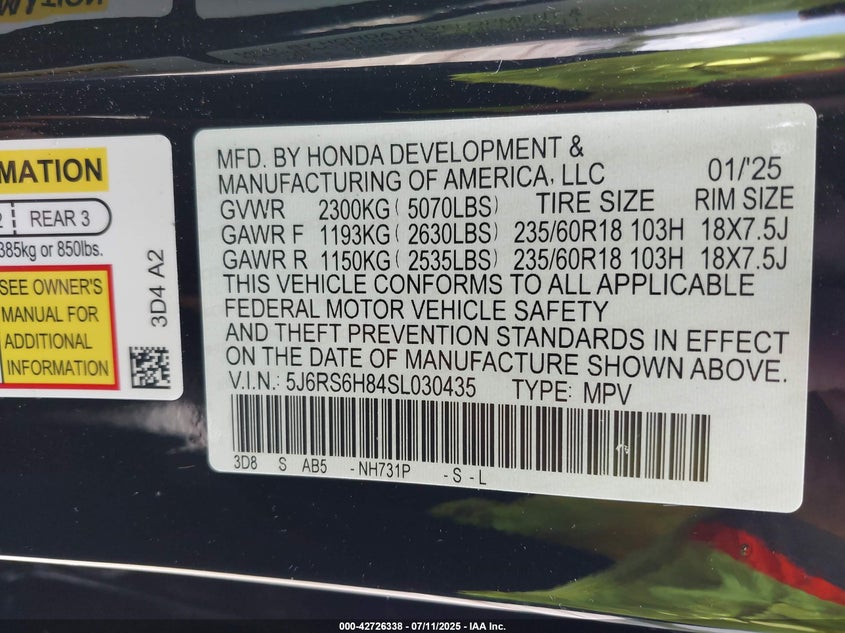 MATION
2 REAR 3
385kg or 850lbs.
SEE OWNER'S
MANUAL FOR
ADDITIONAL
INFORMATION
3D4 A2
MFD. BY HONDA DEVELOPMENT &
MANUFACTURING OF AMERICA, LLC 01/'25
GVWR 2300KG ( 5070LBS) TIRE SIZE RIM SIZE
GAWR F 1193KG ( 2630LBS) 235/60R18 103H 18X7.5J
GAWR R 1150KG ( 2535LBS) 235/60R18 103H 18X7.5J
THIS VEHICLE CONFORMS TO ALL APPLICABLE
FEDERAL MOTOR VEHICLE SAFETY
AND THEFT PREVENTION STANDARDS IN EFFECT
ON THE DATE OF MANUFACTURE SHOWN ABOVE.
V.I.N.: 5J6RS6H84SL030435 TYPE: MPV
3D8 S AB5 -NH731P -S-L
000-42726338 - 07/11/2025 - IAA Inc.